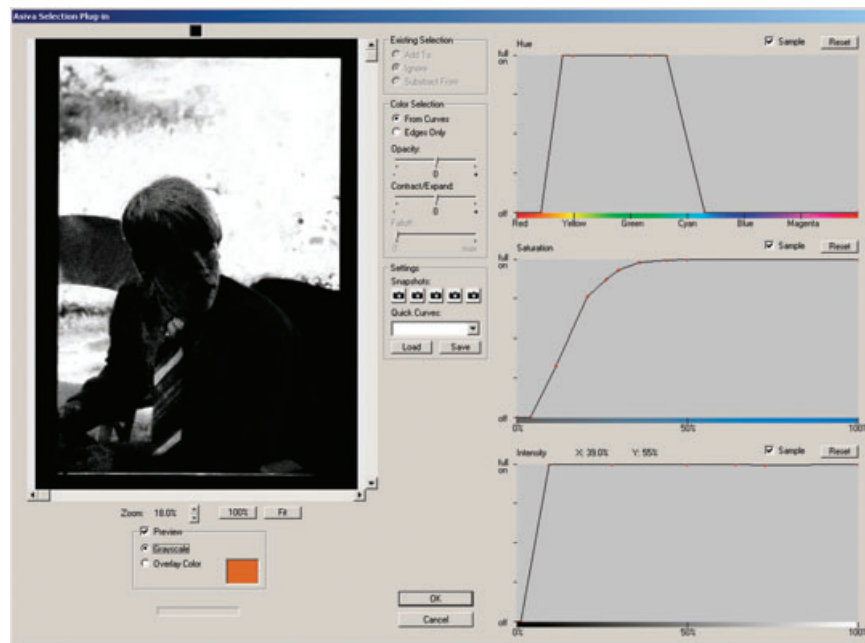 Asiva Selection Plug-in
Existing Selection
Add To
Ignore
Substract From
Color Selection
From Curves
Edges Only
Opacity:
- 0 +
Contract/Expand:
- 0 +
Falloff:
0 max
Settings
Snapshots:
Quick Curves:
Load Save
Zoom: 18.0% 100% Fit
Preview
Grayscale
Overlay Color
OK
Cancel
Hue Sample Reset
full
on
off
Red Yellow Green Cyan Blue Magenta
Saturation Sample Reset
full
on
off
0% 50% 100%
Intensity X: 39.0% Y: 55% Sample Reset
full
on
off
0% 50% 100%